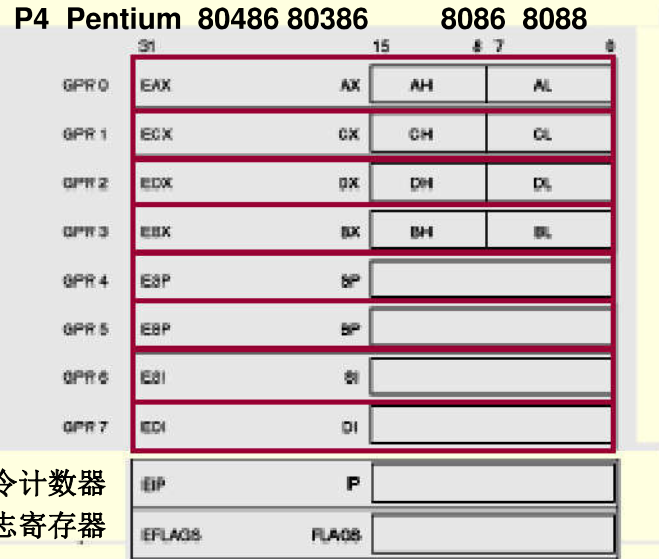 P4 Pentium 80486 80386 8086 8088
31 15 8 7 0
GPR 0 EAX AX AH AL
GPR 1 ECX CX CH CL
GPR 2 EDX DX DH DL
GPR 3 EBX BX BH BL
GPR 4 ESP SP
GPR 5 EBP BP
GPR 6 ESI SI
GPR 7 EDI DI
令计数器 EIP IP
志寄存器 EFLAGS FLAGS